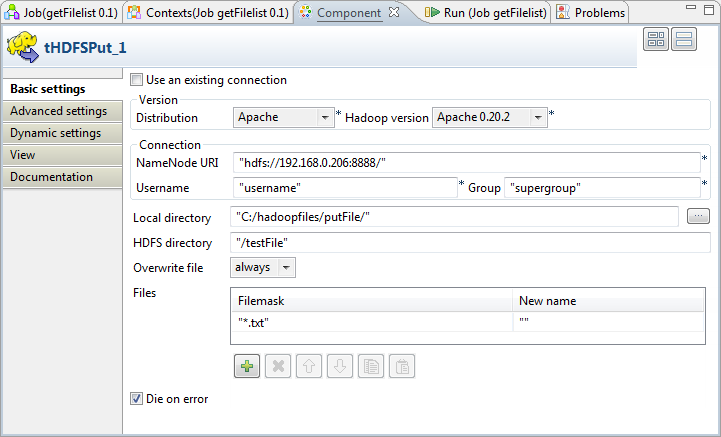 Job(getFilelist 0.1) Contexts(Job getFilelist 0.1) Component Run (Job getFilelist) Problems
tHDFSPut_1
Basic settings
Advanced settings
Dynamic settings
View
Documentation
Use an existing connection
Version
Distribution Apache * Hadoop version Apache 0.20.2 *
Connection
NameNode URI "hdfs://192.168.0.206:8888/" *
Username "username" * Group "supergroup" *
Local directory "C:/hadoopfiles/putFile/" ...
HDFS directory "/testFile"
Overwrite file always
Files
Filemask New name
"*.txt" ""
Die on error